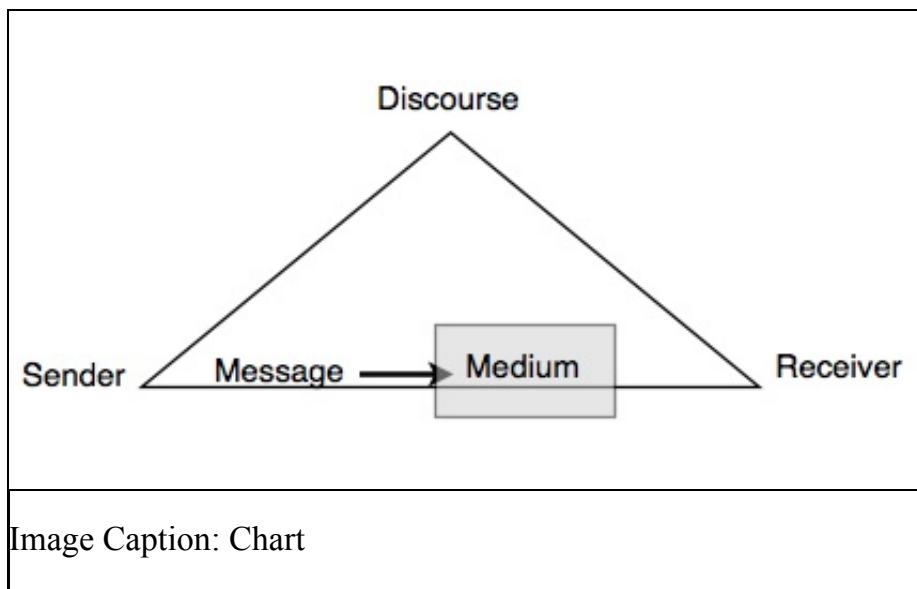 Discourse
Sender
Message
Medium
Receiver
Image Caption: Chart